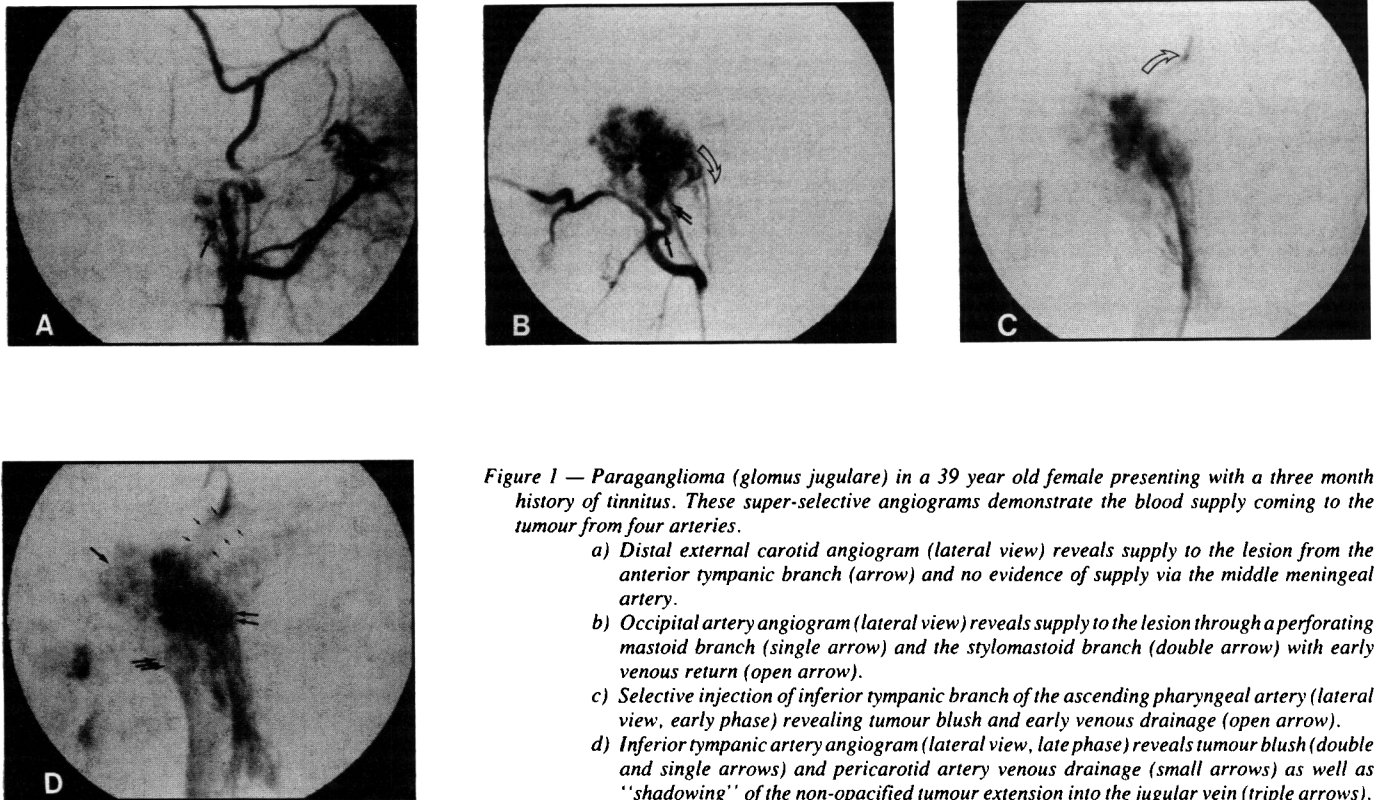 A
B
C
D
Figure 1 — Paraganglioma (glomus jugulare) in a 39 year old female presenting with a three month
history of tinnitus. These super-selective angiograms demonstrate the blood supply coming to the
tumour from four arteries.
a) Distal external carotid angiogram (lateral view) reveals supply to the lesion from the
anterior tympanic branch (arrow) and no evidence of supply via the middle meningeal
artery.
b) Occipital artery angiogram (lateral view) reveals supply to the lesion through a perforating
mastoid branch (single arrow) and the stylomastoid branch (double arrow) with early
venous return (open arrow).
c) Selective injection of inferior tympanic branch of the ascending pharyngeal artery (lateral
view, early phase) revealing tumour blush and early venous drainage (open arrow).
d) Inferior tympanic artery angiogram (lateral view, late phase) reveals tumour blush (double
and single arrows) and pericarotid artery venous drainage (small arrows) as well as
‘‘shadowing’’ of the non-opacified tumour extension into the jugular vein (triple arrows).